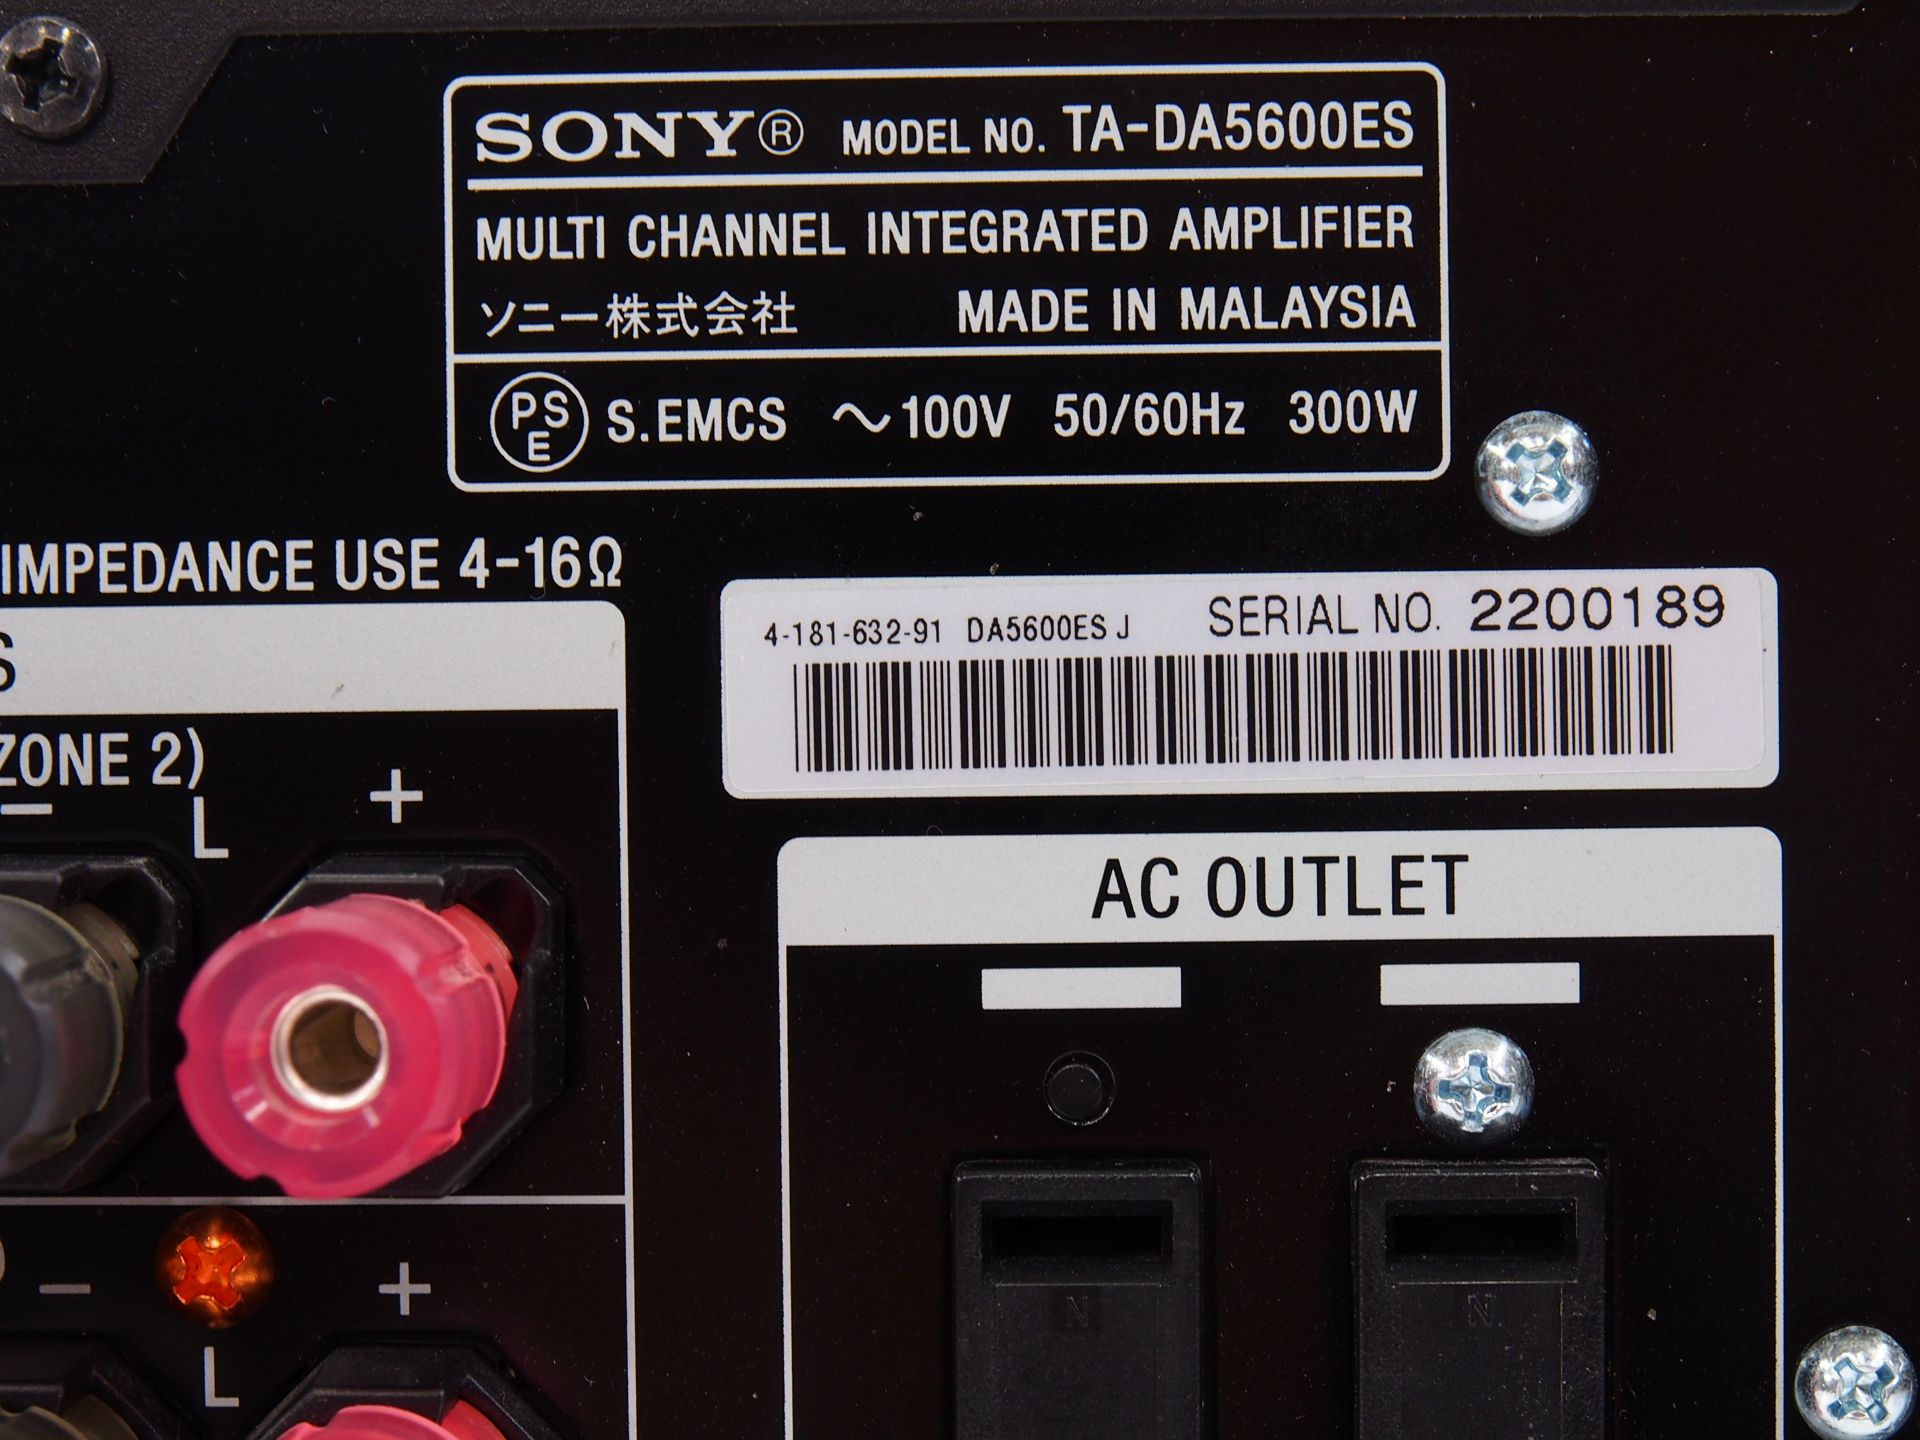 SONY® MODEL NO. TA-DA5600ES
MULTI CHANNEL INTEGRATED AMPLIFIER
ソニー株式会社 MADE IN MALAYSIA
PSE S.EMCS ～100V 50/60Hz 300W
IMPEDANCE USE 4-16Ω
S
ZONE 2)
− L +
4-181-632-91 DA5600ES J SERIAL NO. 2200189
AC OUTLET
− +
L
N N